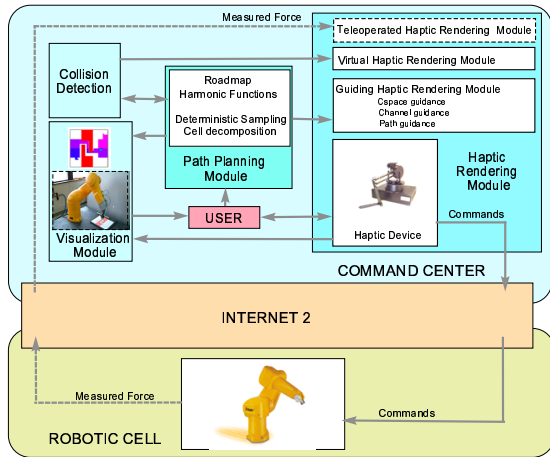 Measured Force
Teleoperated Haptic Rendering Module
Virtual Haptic Rendering Module
Collision
Detection
Roadmap
Harmonic Functions
Deterministic Sampling
Cell decomposition
Path Planning
Module
Guiding Haptic Rendering Module
Cspace guidance
Channel guidance
Path guidance
Haptic
Rendering
Module
Haptic Device
Commands
USER
Visualization
Module
COMMAND CENTER
INTERNET 2
Measured Force
Commands
ROBOTIC CELL